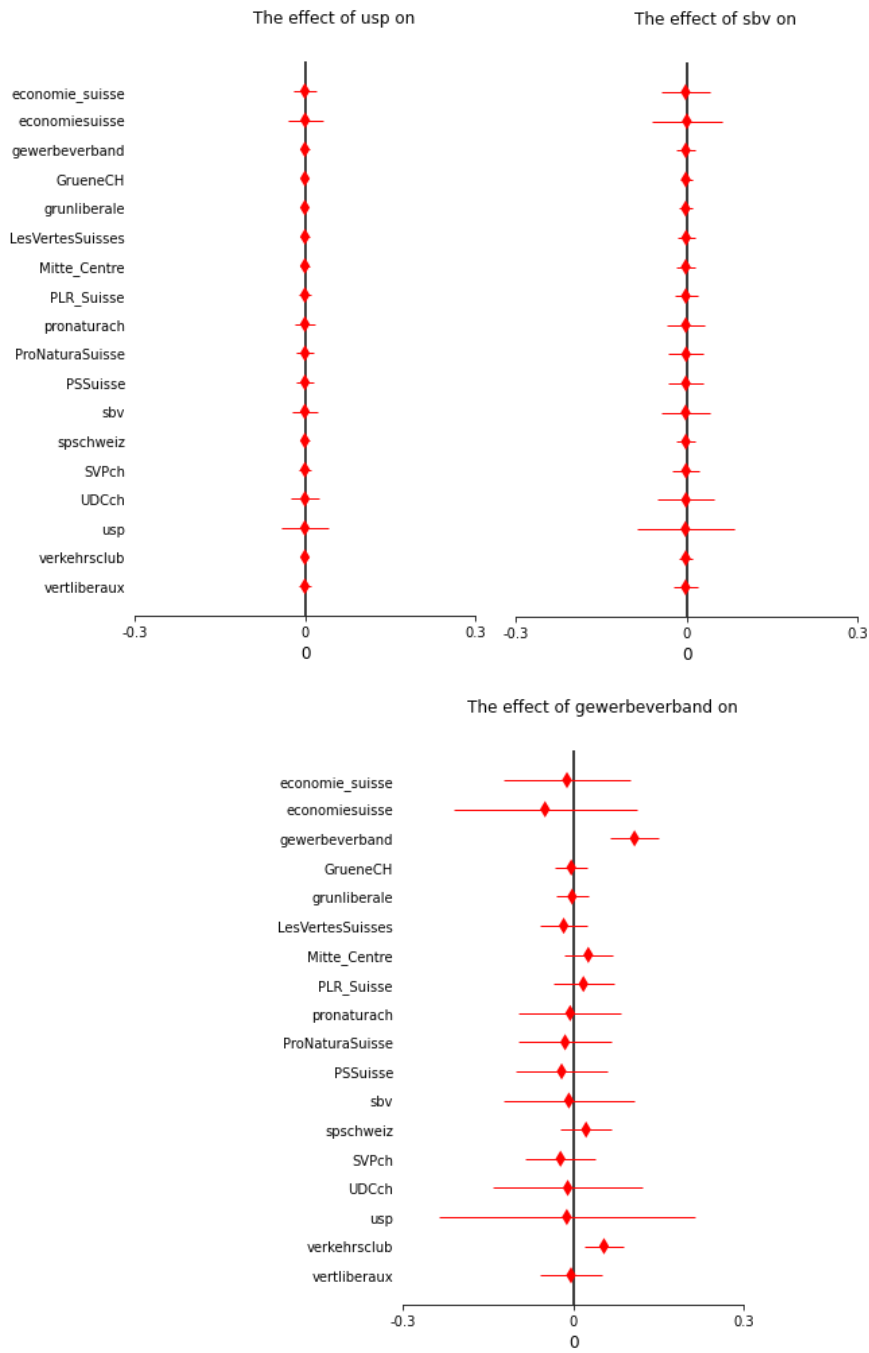 The effect of usp on
economie_suisse
economiesuisse
gewerbeverband
GrueneCH
grunliberale
LesVertesSuisses
Mitte_Centre
PLR_Suisse
pronaturach
ProNaturaSuisse
PSSuisse
sbv
spschweiz
SVPch
UDCch
usp
verkehrsclub
vertliberaux
-0.3 0 0.3
0
The effect of sbv on
-0.3 0 0.3
0
The effect of gewerbeverband on
economie_suisse
economiesuisse
gewerbeverband
GrueneCH
grunliberale
LesVertesSuisses
Mitte_Centre
PLR_Suisse
pronaturach
ProNaturaSuisse
PSSuisse
sbv
spschweiz
SVPch
UDCch
usp
verkehrsclub
vertliberaux
-0.3 0 0.3
0